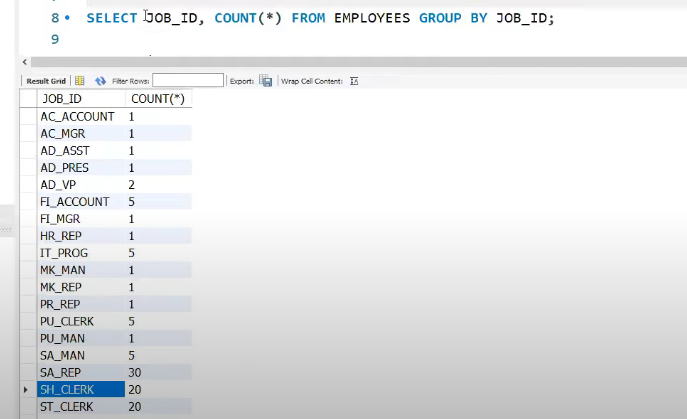 8 SELECT JOB_ID, COUNT(*) FROM EMPLOYEES GROUP BY JOB_ID;
9
Result Grid Filter Rows: Export: Wrap Cell Content:
JOB_ID COUNT(*)
AC_ACCOUNT 1
AC_MGR 1
AD_ASST 1
AD_PRES 1
AD_VP 2
FI_ACCOUNT 5
FI_MGR 1
HR_REP 1
IT_PROG 5
MK_MAN 1
MK_REP 1
PR_REP 1
PU_CLERK 5
PU_MAN 1
SA_MAN 5
SA_REP 30
SH_CLERK 20
ST_CLERK 20